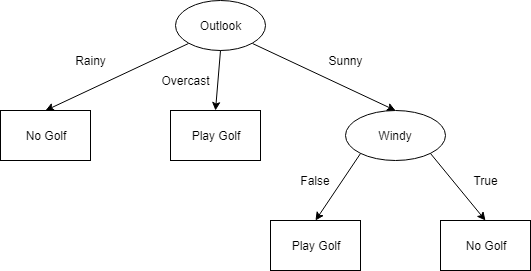 Outlook
Rainy
Overcast
Sunny
No Golf
Play Golf
Windy
False
True
Play Golf
No Golf